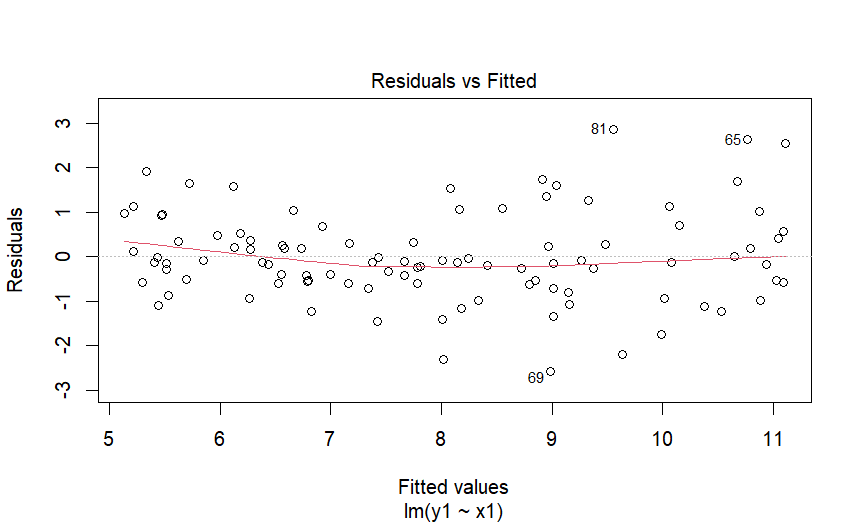 Residuals vs Fitted
Residuals
3
2
1
0
-1
-2
-3
81
65
69
5 6 7 8 9 10 11
Fitted values
lm(y1 ~ x1)